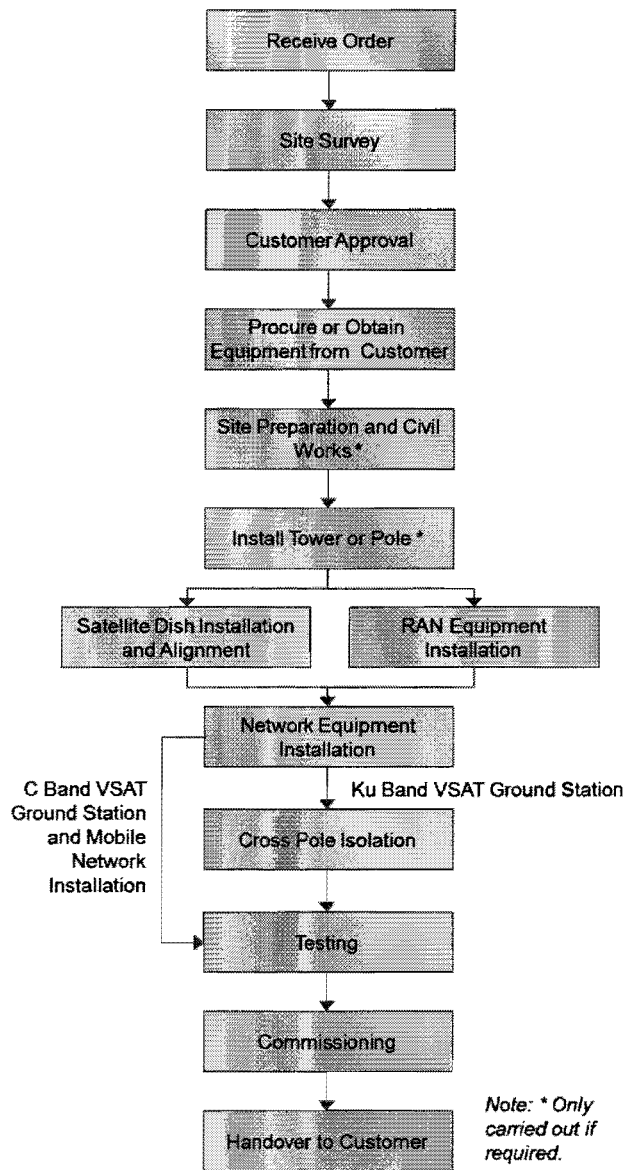 Receive Order
Site Survey
Customer Approval
Procure or Obtain
Equipment from Customer
Site Preparation and Civil
Works *
Install Tower or Pole *
Satellite Dish Installation
and Alignment
RAN Equipment
Installation
Network Equipment
Installation
C Band VSAT
Ground Station
and Mobile
Network
Installation
Ku Band VSAT Ground Station
Cross Pole Isolation
Testing
Commissioning
Handover to Customer
Note: * Only
carried out if
required.